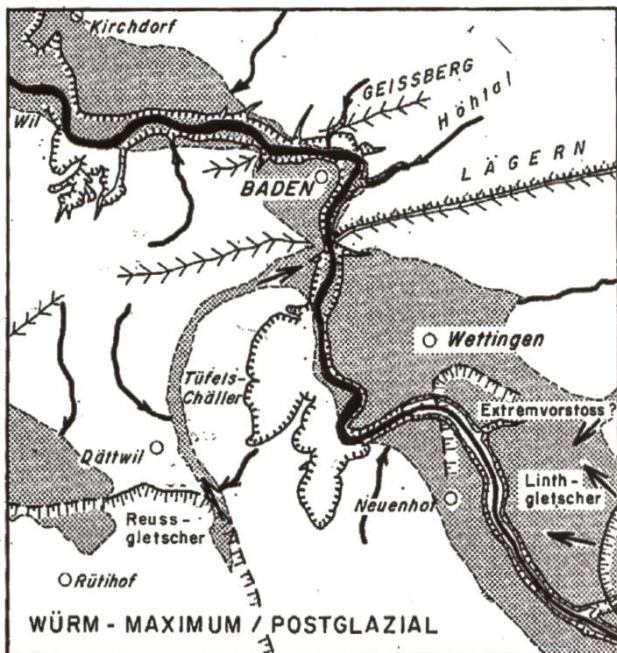 Kirchdorf
GEISSBERG
Höhtal
Wil
LÄGERN
BADEN
Wettingen
Tüfels-
Chäller
Extremvorstoss?
Dättwil
Linth-
gletscher
Neuenhof
Reuss-
gletscher
Rütihof
WÜRM - MAXIMUM / POSTGLAZIAL